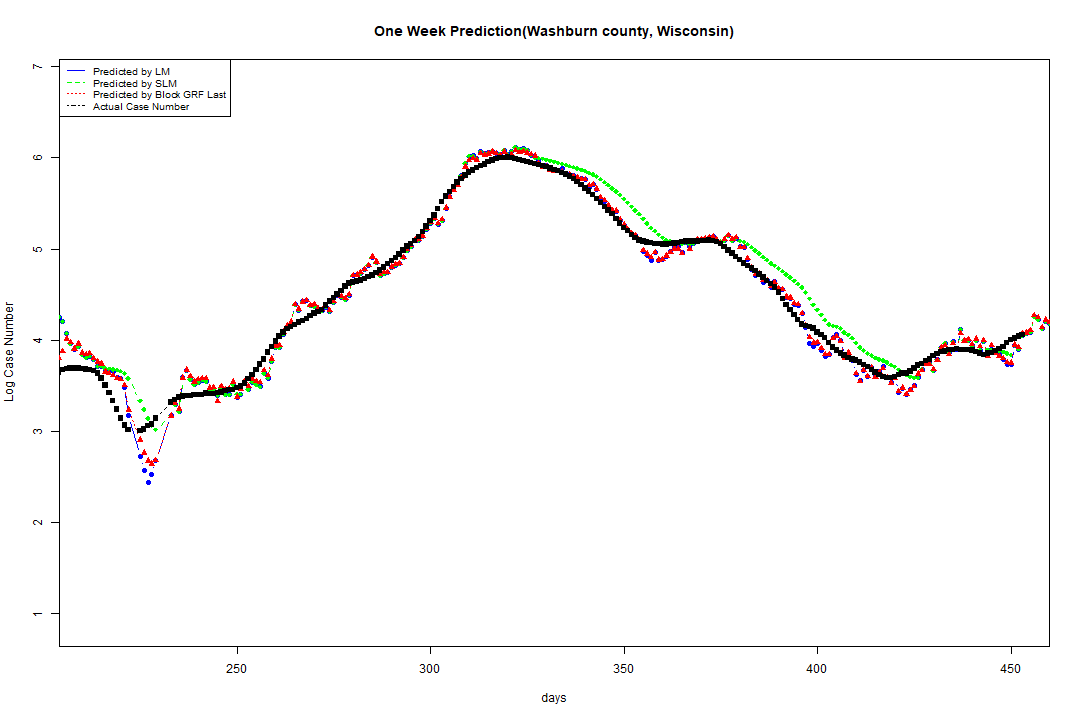 One Week Prediction(Washburn county, Wisconsin)
Predicted by LM
Predicted by SLM
Predicted by Block GRF Last
Actual Case Number
Log Case Number
7
6
5
4
3
2
1
250 300 350 400 450
days